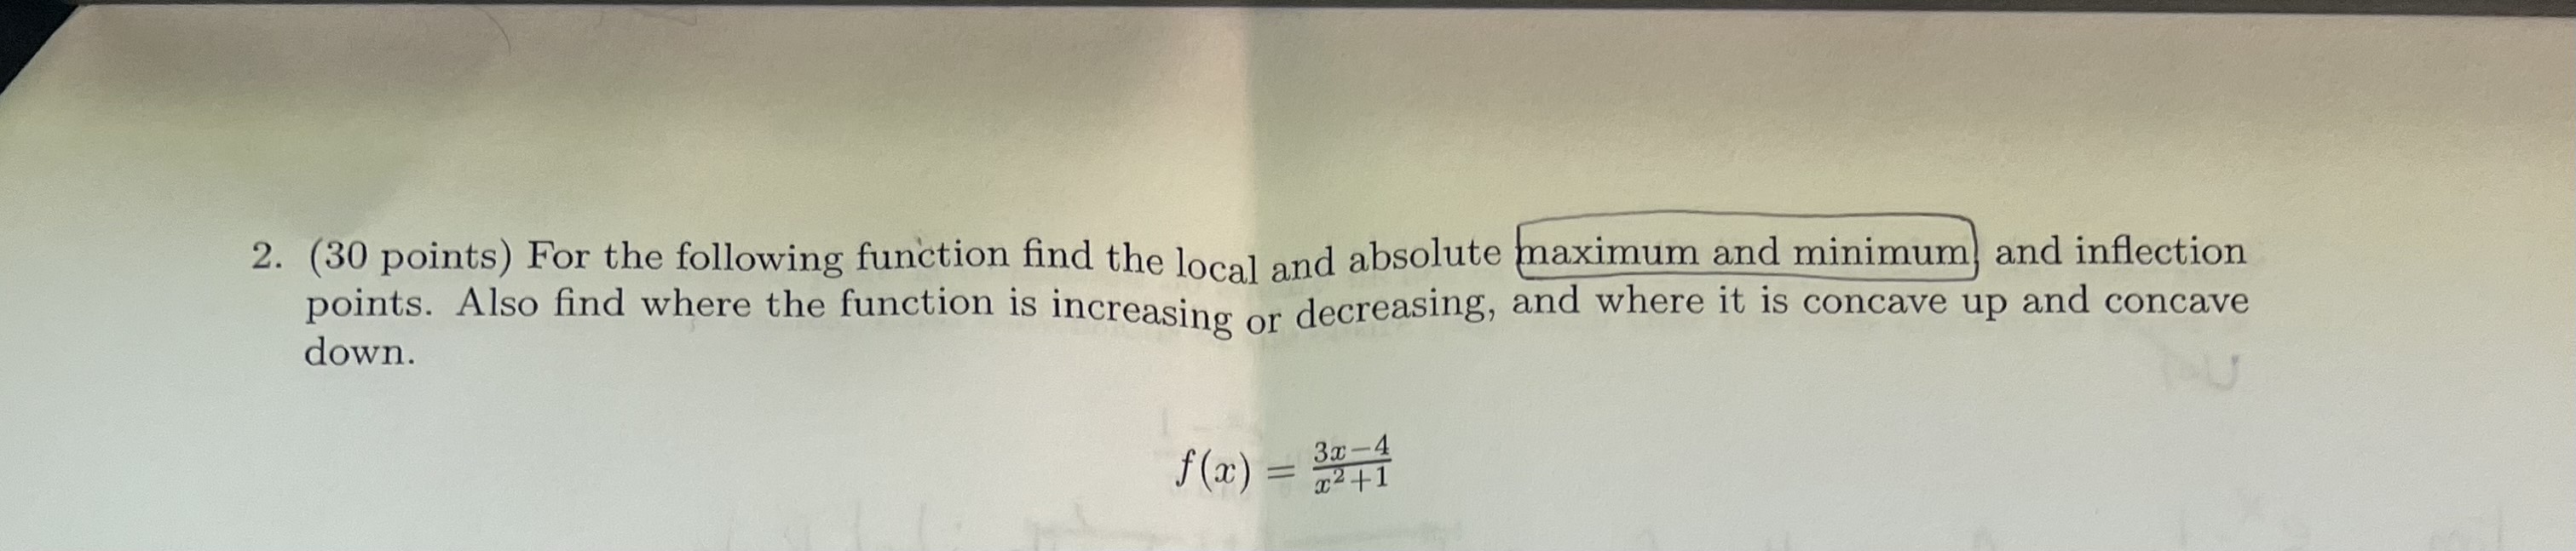 2. (30 points) For the following function find the local and absolute maximum and minimum and inflection
points. Also find where the function is increasing or decreasing, and where it is concave up and concave
down.
f(x) = \frac{3x-4}{x^2+1}